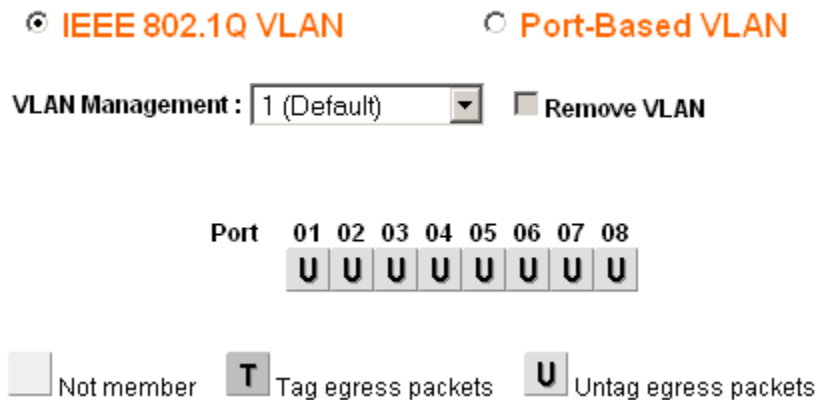 IEEE 802.1Q VLAN Port-Based VLAN
VLAN Management : 1 (Default) Remove VLAN
Port 01 02 03 04 05 06 07 08
U U U U U U U U
Not member T Tag egress packets U Untag egress packets